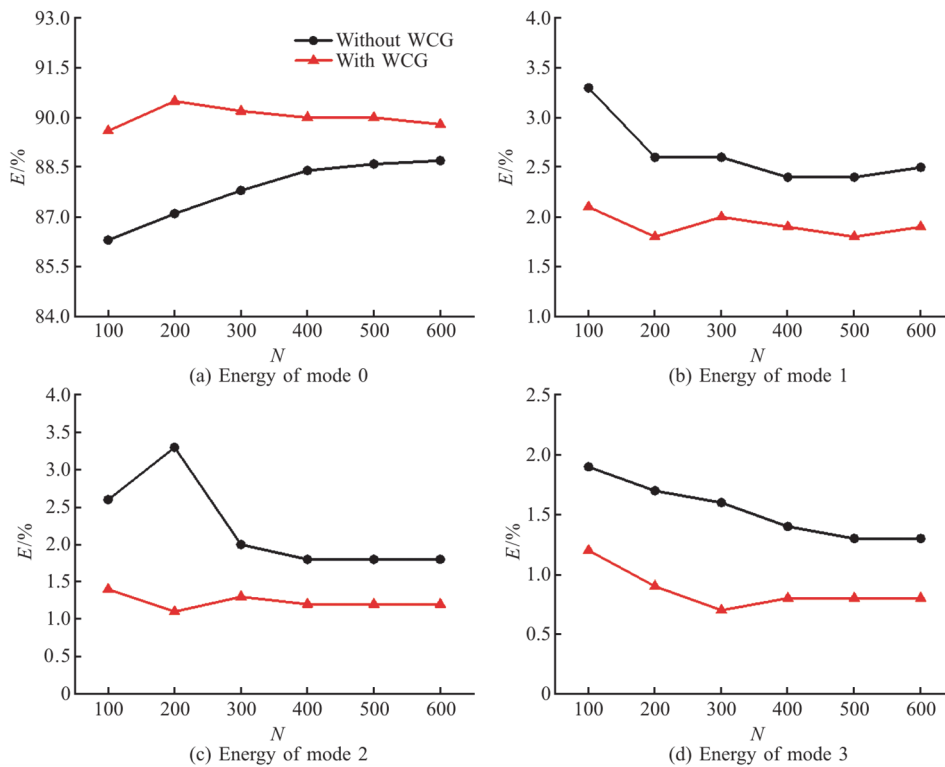 93.0
91.5
90.0
88.5
87.0
85.5
84.0
E/%
Without WCG
With WCG
100 200 300 400 500 600
N
(a) Energy of mode 0
4.0
3.5
3.0
2.5
2.0
1.5
1.0
E/%
100 200 300 400 500 600
N
(b) Energy of mode 1
4.0
3.5
3.0
2.5
2.0
1.5
1.0
0.5
0
E/%
100 200 300 400 500 600
N
(c) Energy of mode 2
2.5
2.0
1.5
1.0
0.5
0
E/%
100 200 300 400 500 600
N
(d) Energy of mode 3